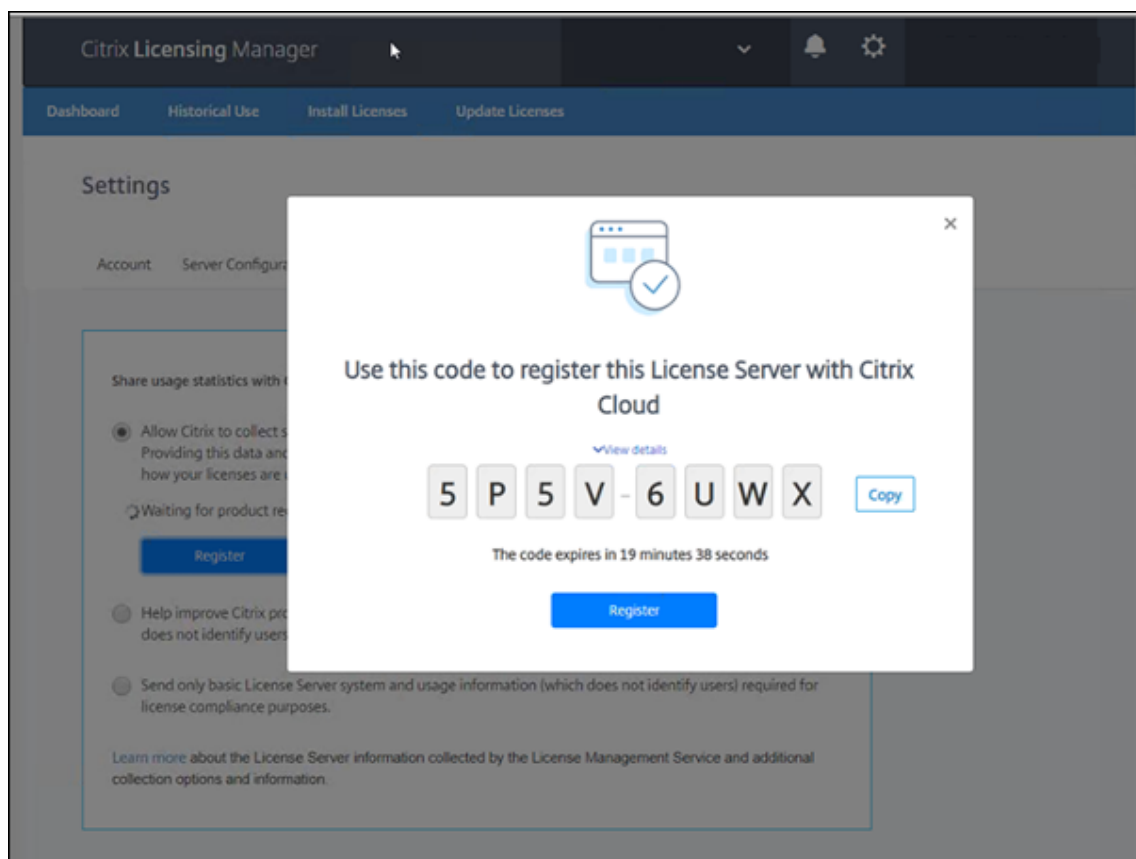 Citrix Licensing Manager
Dashboard Historical Use Install Licenses Update Licenses
Settings
Account Server
Use this code to register this License Server with Citrix
Cloud
View details
5 P 5 V - 6 U W X Copy
The code expires in 19 minutes 38 seconds
Register
Share usage statistics with
Allow Citrix to collect
Providing this data and
how your licenses are
Waiting for product
Register
Help improve Citrix
does not identify users
Send only basic License Server system and usage information (which does not identify users) required for
license compliance purposes.
Learn more about the License Server information collected by the License Management Service and additional
collection options and information.